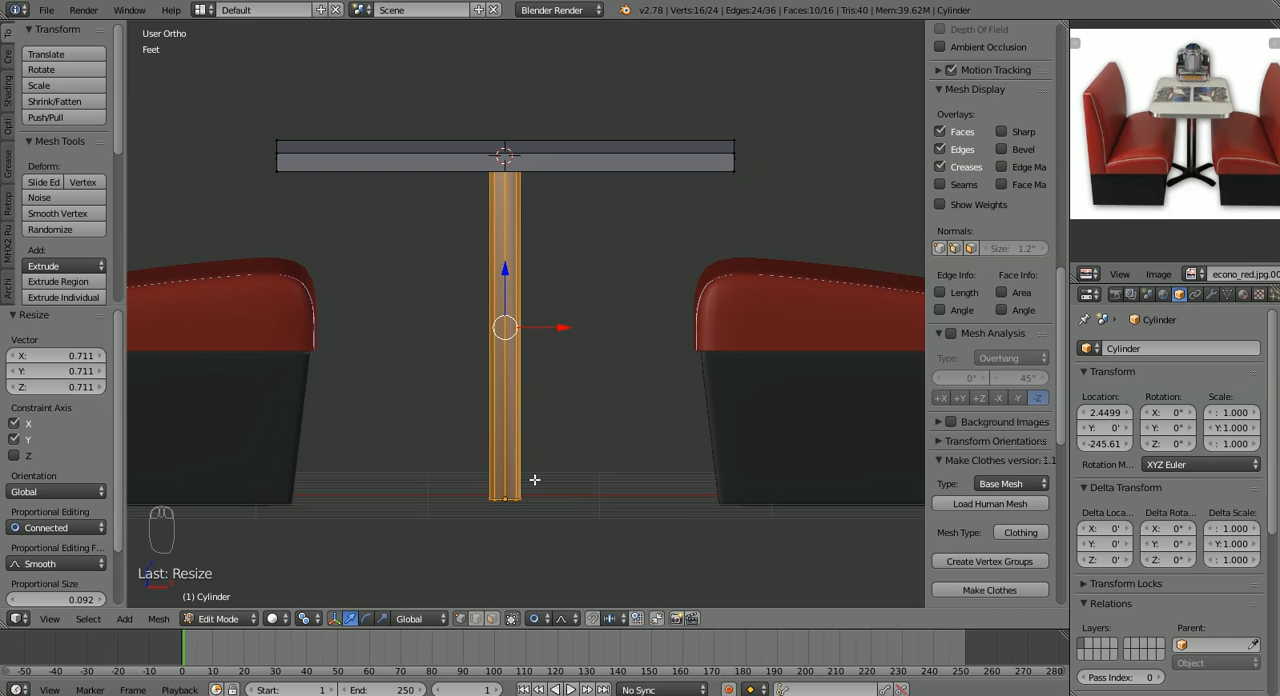 File Render Window Help Default Scene Blender Render v2.78 | Verts:16/24 | Edges:24/36 | Faces:10/16 | Tris:40 | Mem:39.62M | Cylinder
To
Cre
Shading
Opti
Grease
Retop
MHX2 Ru
Archi
Transform
Translate
Rotate
Scale
Shrink/Fatten
Push/Pull
Mesh Tools
Deform:
Slide Ed Vertex
Noise
Smooth Vertex
Randomize
Add:
Extrude
Extrude Region
Extrude Individual
Resize
Vector
X: 0.711
Y: 0.711
Z: 0.711
Constraint Axis
X
Y
Z
Orientation
Global
Proportional Editing
Connected
Proportional Editing F...
Smooth
Proportional Size
0.092
User Ortho
Feet
Last: Resize
(1) Cylinder
Depth Of Field
Ambient Occlusion
Motion Tracking
Mesh Display
Overlays:
Faces Sharp
Edges Bevel
Creases Edge Ma
Seams Face Ma
Show Weights
Normals:
Size: 1.2"
Edge Info: Face Info:
Length Area
Angle Angle
Mesh Analysis
Type: Overhang
0° 45°
+X +Y +Z -X -Y -Z
Background Images
Transform Orientations
Make Clothes version: 1.1
Type: Base Mesh
Load Human Mesh
Mesh Type: Clothing
Create Vertex Groups
Make Clothes
View Image econo_red.jpg.00
Cylinder
Cylinder
Transform
Location: Rotation: Scale:
2.4499 X: 0° : 1.000
Y: 0' Y: 0° Y: 1.000
-245.61 Z: 0° : 1.000
Rotation M... XYZ Euler
Delta Transform
Delta Loca... Delta Rota... Delta Scale:
X: 0' X: 0° : 1.000
Y: 0' Y: 0° : 1.000
Z: 0' Z: 0° : 1.000
Transform Locks
Relations
Layers: Parent:
Object
Pass Index: 0
View Select Add Mesh Edit Mode Global
-50 -40 -30 -20 -10 0 10 20 30 40 50 60 70 80 90 100 110 120 130 140 150 160 170 180 190 200 210 220 230 240 250 260 270 280
View Marker Frame Playback Start: 1 End: 250 1 No Sync